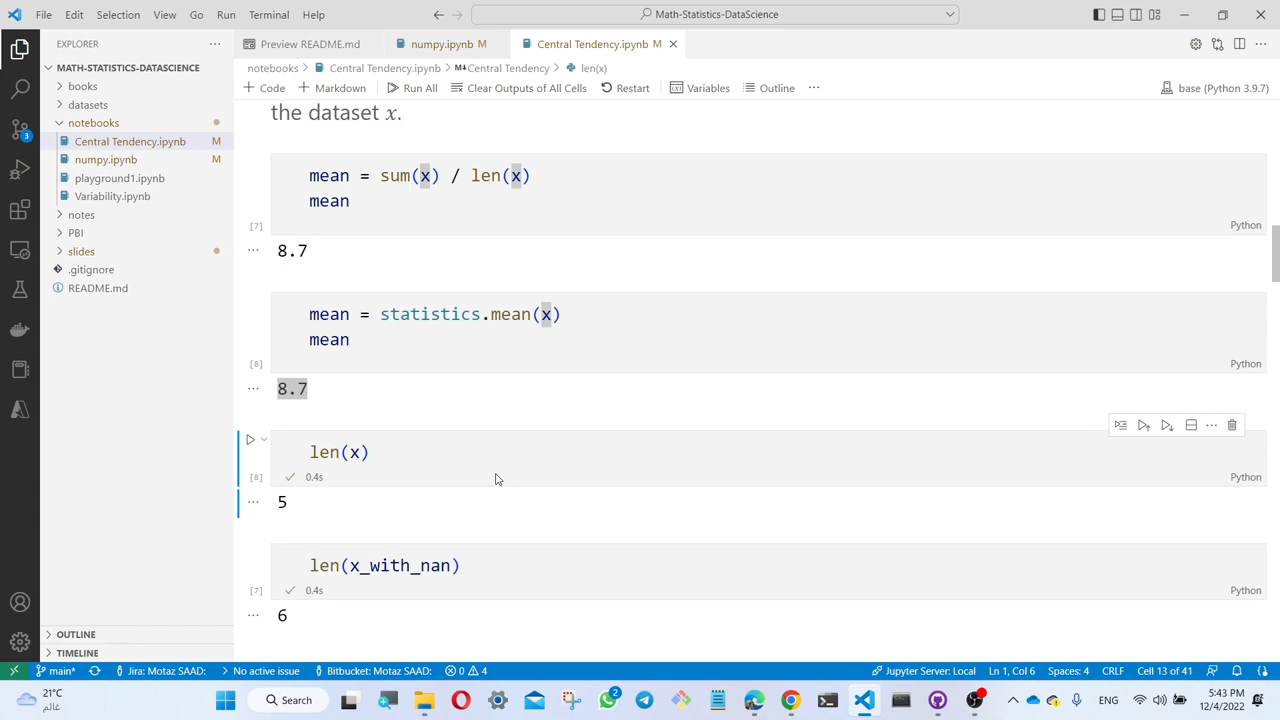 File Edit Selection View Go Run Terminal Help
Math-Statistics-DataScience
EXPLORER
Preview README.md
numpy.ipynb M
Central Tendency.ipynb M
MATH-STATISTICS-DATASCIENCE
notebooks > Central Tendency.ipynb > M↓Central Tendency > len(x)
books
Code Markdown Run All Clear Outputs of All Cells Restart Variables Outline base (Python 3.9.7)
datasets
notebooks
Central Tendency.ipynb M
numpy.ipynb M
playground1.ipynb
Variability.ipynb
notes
PBI
slides
.gitignore
README.md
the dataset x.
mean = sum(x) / len(x)
mean
[7] Python
8.7
mean = statistics.mean(x)
mean
[8] Python
8.7
len(x)
[8] 0.4s Python
5
len(x_with_nan)
[7] 0.4s Python
6
OUTLINE
TIMELINE
3
main* Jira: Motaz SAAD: No active issue Bitbucket: Motaz SAAD: 0 4 Jupyter Server: Local Ln 1, Col 6 Spaces: 4 CRLF Cell 13 of 41
21°C
غائم
Search
2
ENG
5:43 PM
12/4/2022